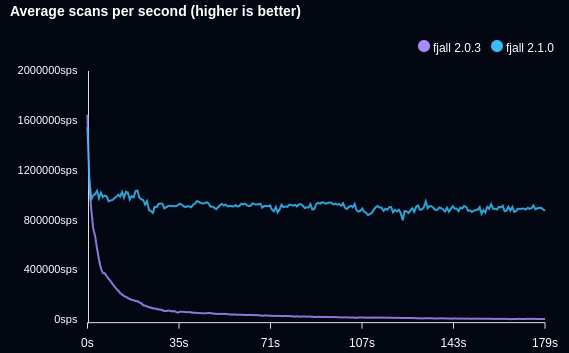 Average scans per second (higher is better)
fjall 2.0.3 fjall 2.1.0
2000000sps
1600000sps
1200000sps
800000sps
400000sps
0sps
0s 35s 71s 107s 143s 179s